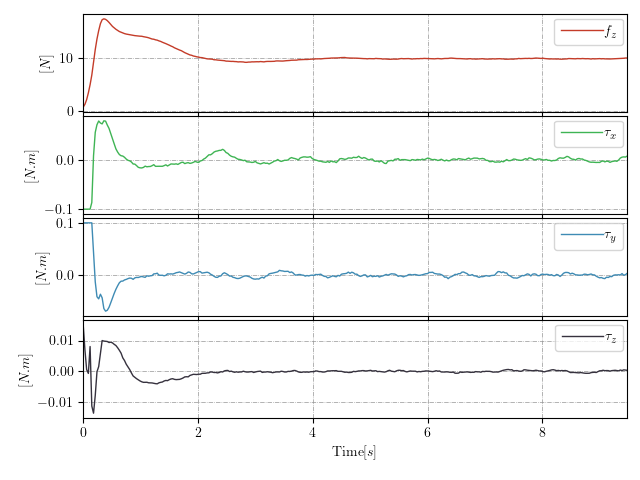 [N]
10
0
f_z
[N.m]
0.0
−0.1
τ_x
[N.m]
0.1
0.0
τ_y
[N.m]
0.01
0.00
−0.01
τ_z
0 2 4 6 8
Time[s]